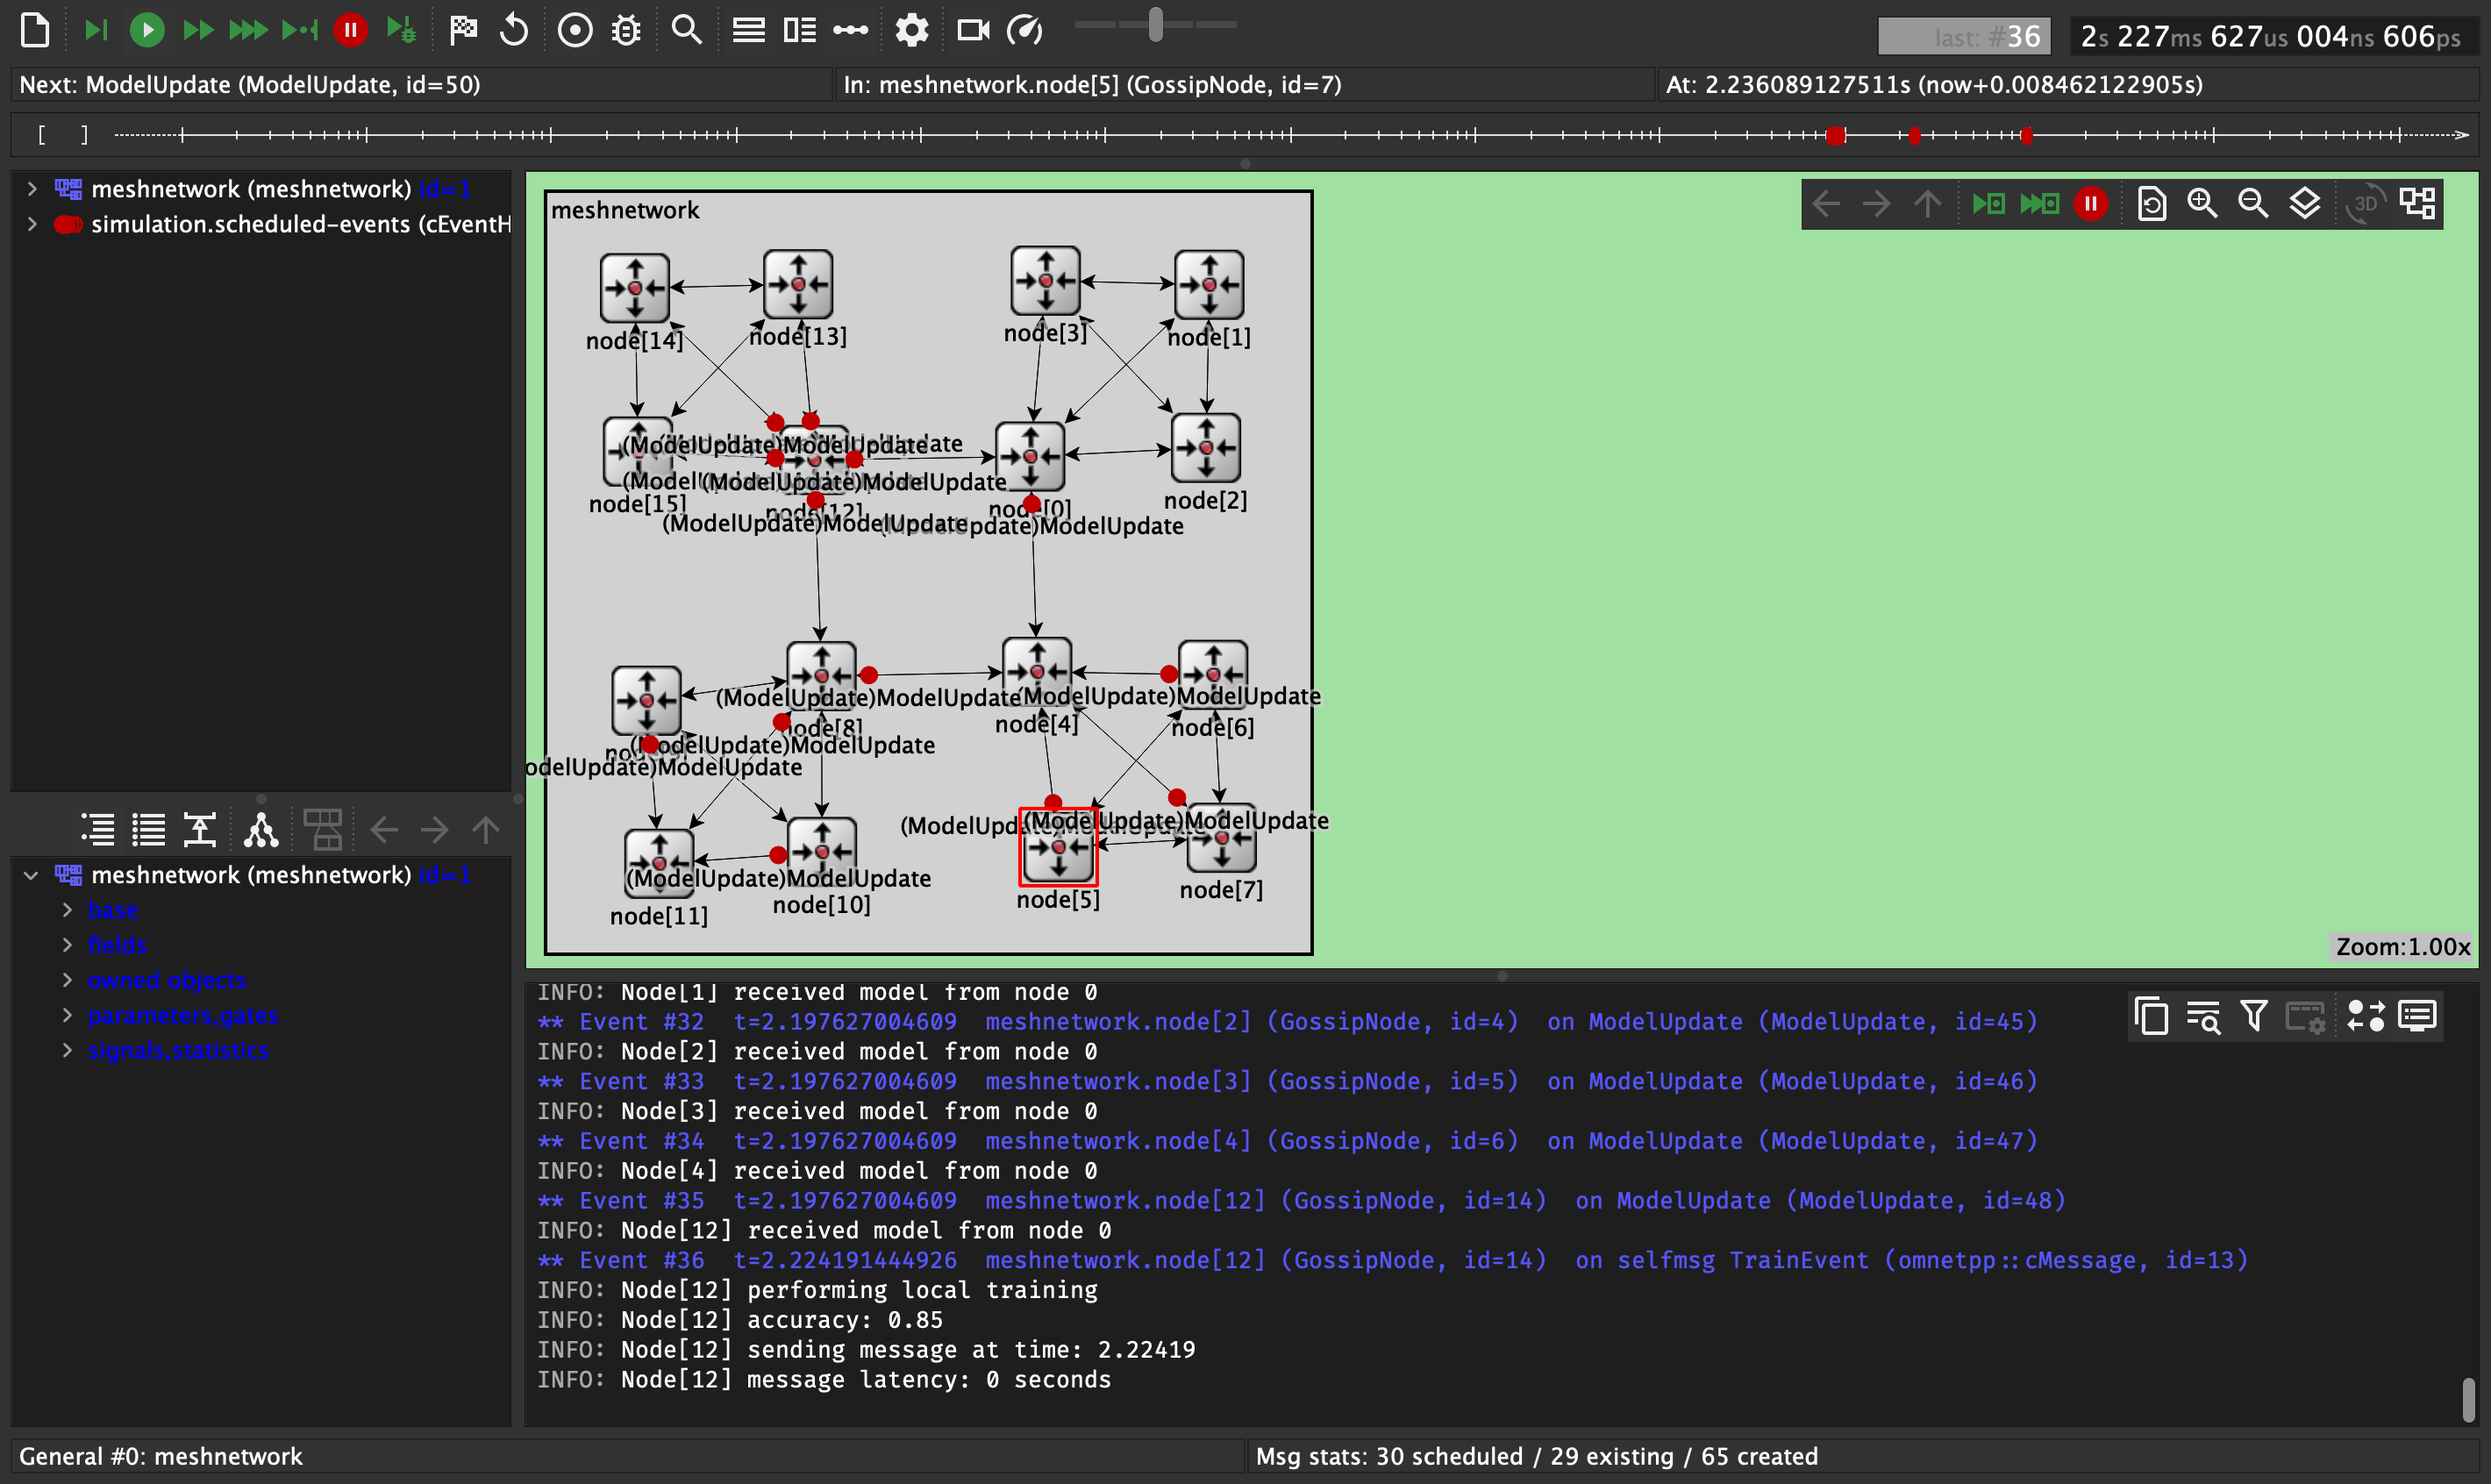 last: #36
2s 227ms 627us 004ns 606ps
Next: ModelUpdate (ModelUpdate, id=50)
In: meshnetwork.node[5] (GossipNode, id=7)
At: 2.236089127511s (now+0.008462122905s)
[ ]
meshnetwork (meshnetwork) id=1
simulation.scheduled-events (cEventH
meshnetwork
3D
node[14]
node[13]
node[3]
node[1]
(ModelUpdate)ModelUpdate
(ModelUpdate)ModelUpdate
node[15]
node[12]
node[0]
node[2]
(ModelUpdate)ModelUpdate
pdate)ModelUpdate
(ModelUpdate)ModelUpdate
(ModelUpdate)ModelUpdate
node[8]
node[4]
node[6]
(ModelUpdate)ModelUpdate
odelUpdate)ModelUpdate
(ModelUpdate)ModelUpdate
(ModelUpdate)ModelUpdate
(ModelUpdate)ModelUpdate
node[11]
node[10]
node[5]
node[7]
Zoom:1.00x
meshnetwork (meshnetwork) id=1
base
fields
owned objects
parameters,gates
signals,statistics
INFO: Node[1] received model from node 0
** Event #32 t=2.197627004609 meshnetwork.node[2] (GossipNode, id=4) on ModelUpdate (ModelUpdate, id=45)
INFO: Node[2] received model from node 0
** Event #33 t=2.197627004609 meshnetwork.node[3] (GossipNode, id=5) on ModelUpdate (ModelUpdate, id=46)
INFO: Node[3] received model from node 0
** Event #34 t=2.197627004609 meshnetwork.node[4] (GossipNode, id=6) on ModelUpdate (ModelUpdate, id=47)
INFO: Node[4] received model from node 0
** Event #35 t=2.197627004609 meshnetwork.node[12] (GossipNode, id=14) on ModelUpdate (ModelUpdate, id=48)
INFO: Node[12] received model from node 0
** Event #36 t=2.224191444926 meshnetwork.node[12] (GossipNode, id=14) on selfmsg TrainEvent (omnetpp::cMessage, id=13)
INFO: Node[12] performing local training
INFO: Node[12] accuracy: 0.85
INFO: Node[12] sending message at time: 2.22419
INFO: Node[12] message latency: 0 seconds
General #0: meshnetwork
Msg stats: 30 scheduled / 29 existing / 65 created